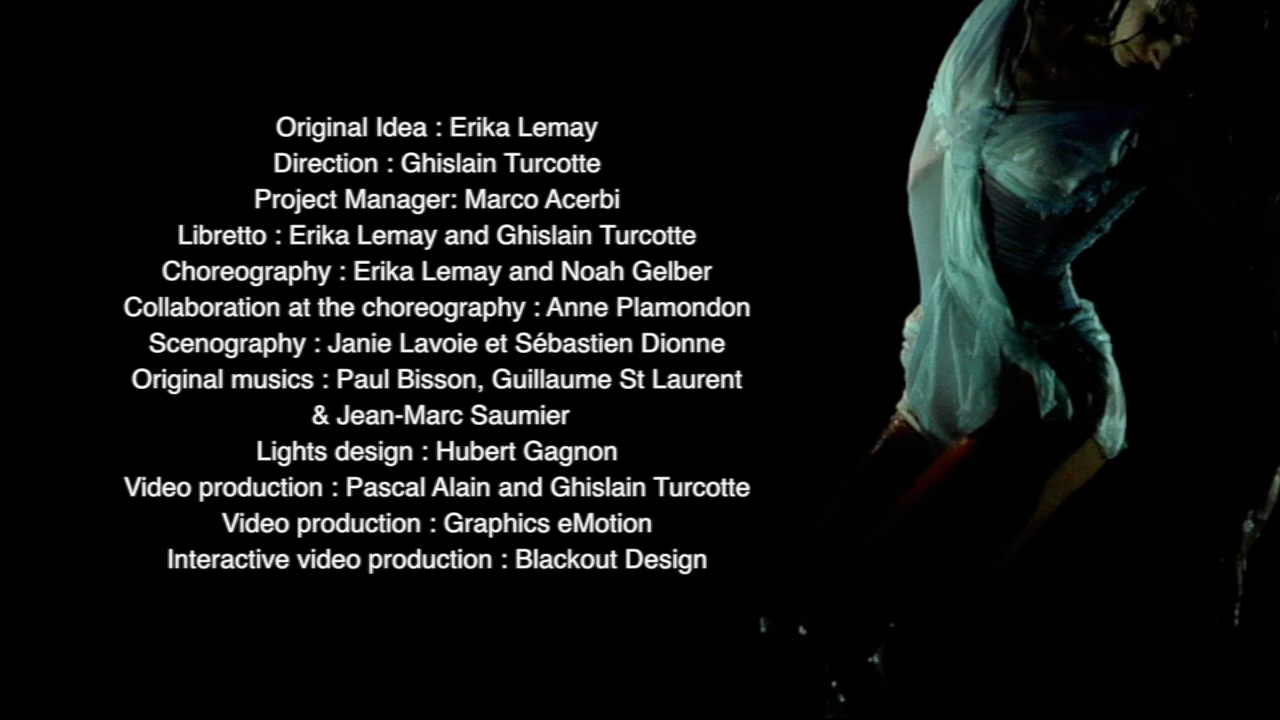 Original Idea : Erika Lemay
Direction : Ghislain Turcotte
Project Manager: Marco Acerbi
Libretto : Erika Lemay and Ghislain Turcotte
Choreography : Erika Lemay and Noah Gelber
Collaboration at the choreography : Anne Plamondon
Scenography : Janie Lavoie et Sébastien Dionne
Original musics : Paul Bisson, Guillaume St Laurent
& Jean-Marc Saumier
Lights design : Hubert Gagnon
Video production : Pascal Alain and Ghislain Turcotte
Video production : Graphics eMotion
Interactive video production : Blackout Design